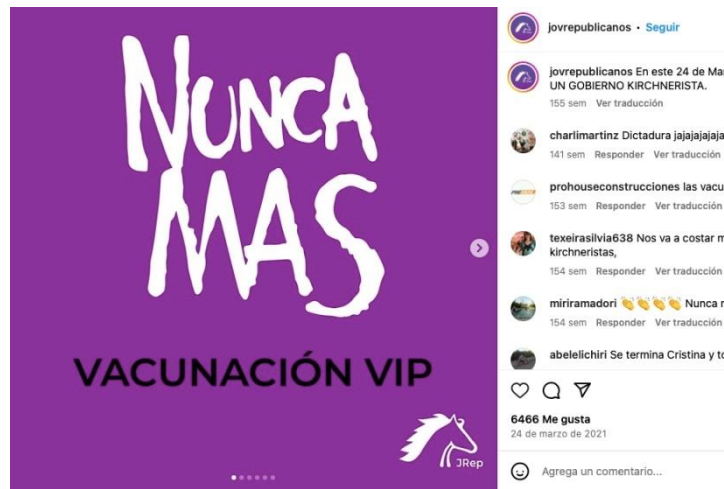 NUNCA
MAS
VACUNACIÓN VIP
JRep
jovrepublicanos • Seguir
jovrepublicanos En este 24 de Mar
UN GOBIERNO KIRCHNERISTA.
155 sem Ver traducción
charlimartinz Dictadura jajajajajaja
141 sem Responder Ver traducción
prohouseconstrucciones las vacu
153 sem Responder Ver traducción
texeirasilvia638 Nos va a costar m
kirchneristas,
154 sem Responder Ver traducción
miriramadori 👏👏👏👏 Nunca m
154 sem Responder Ver traducción
abelelichiri Se termina Cristina y to
6466 Me gusta
24 de marzo de 2021
Agrega un comentario...